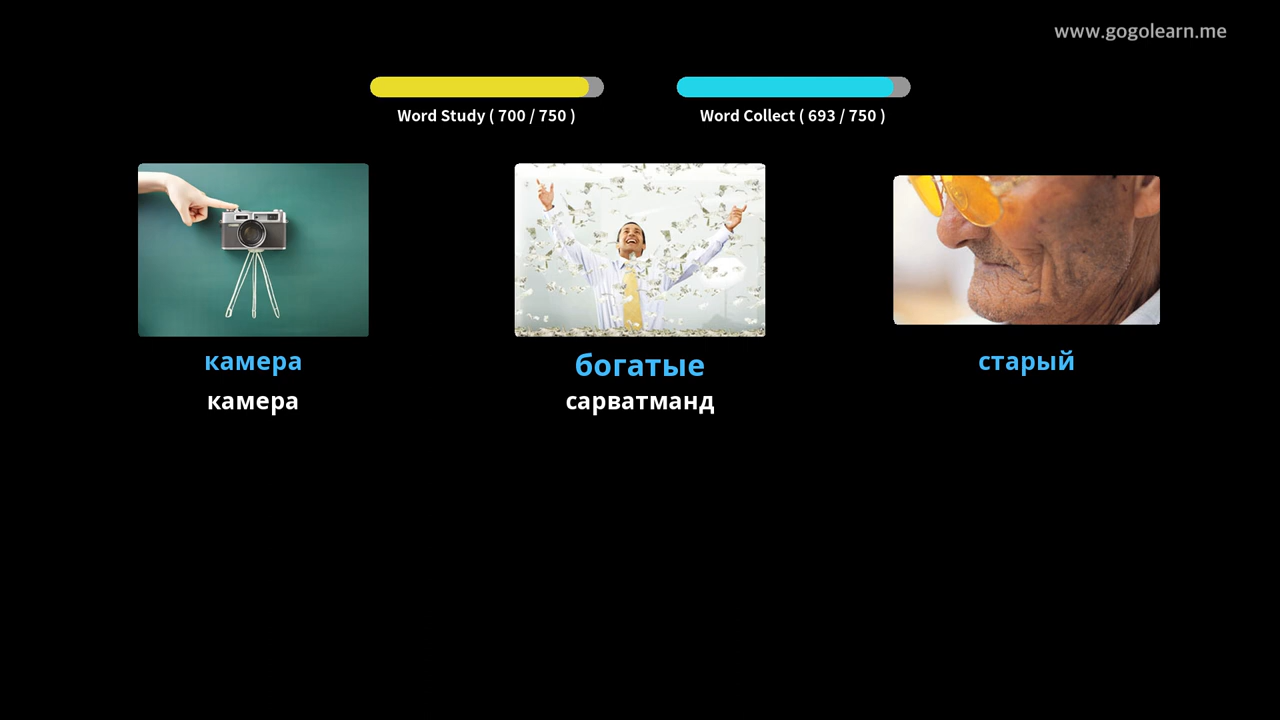 www.gogolearn.me
Word Study ( 700 / 750 )
Word Collect ( 693 / 750 )
камера
богатые
старый
камера
сарватманд